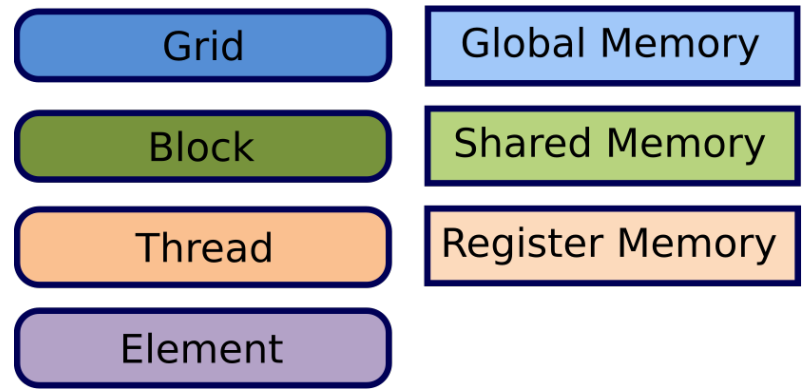 Grid
Global Memory
Block
Shared Memory
Thread
Register Memory
Element